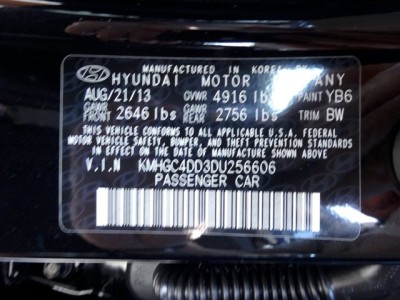 MANUFACTURED IN KOREA BY
HYUNDAI MOTOR COMPANY
AUG/21/13 GVWR 4916 lbs PAINT YB6
GAWR FRONT 2646 lbs GAWR REAR 2756 lbs TRIM BW
THIS VEHICLE CONFORMS TO ALL APPLICABLE U.S.A. FEDERAL
MOTOR VEHICLE SAFETY, BUMPER, AND THEFT PREVENTION STANDARDS
IN EFFECT ON THE DATE OF MANUFACTURE SHOWN ABOVE.
V.I.N KMHGC4DD3DU256606
PASSENGER CAR